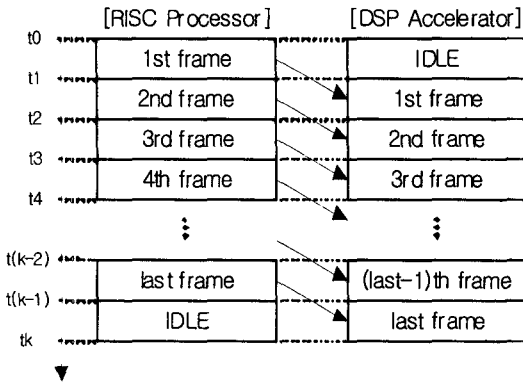 [RISC Processor] [DSP Accelerator]
t0
1st frame IDLE
t1
2nd frame 1st frame
t2
3rd frame 2nd frame
t3
4th frame 3rd frame
t4
t(k-2)
last frame (last-1)th frame
t(k-1)
IDLE last frame
tk